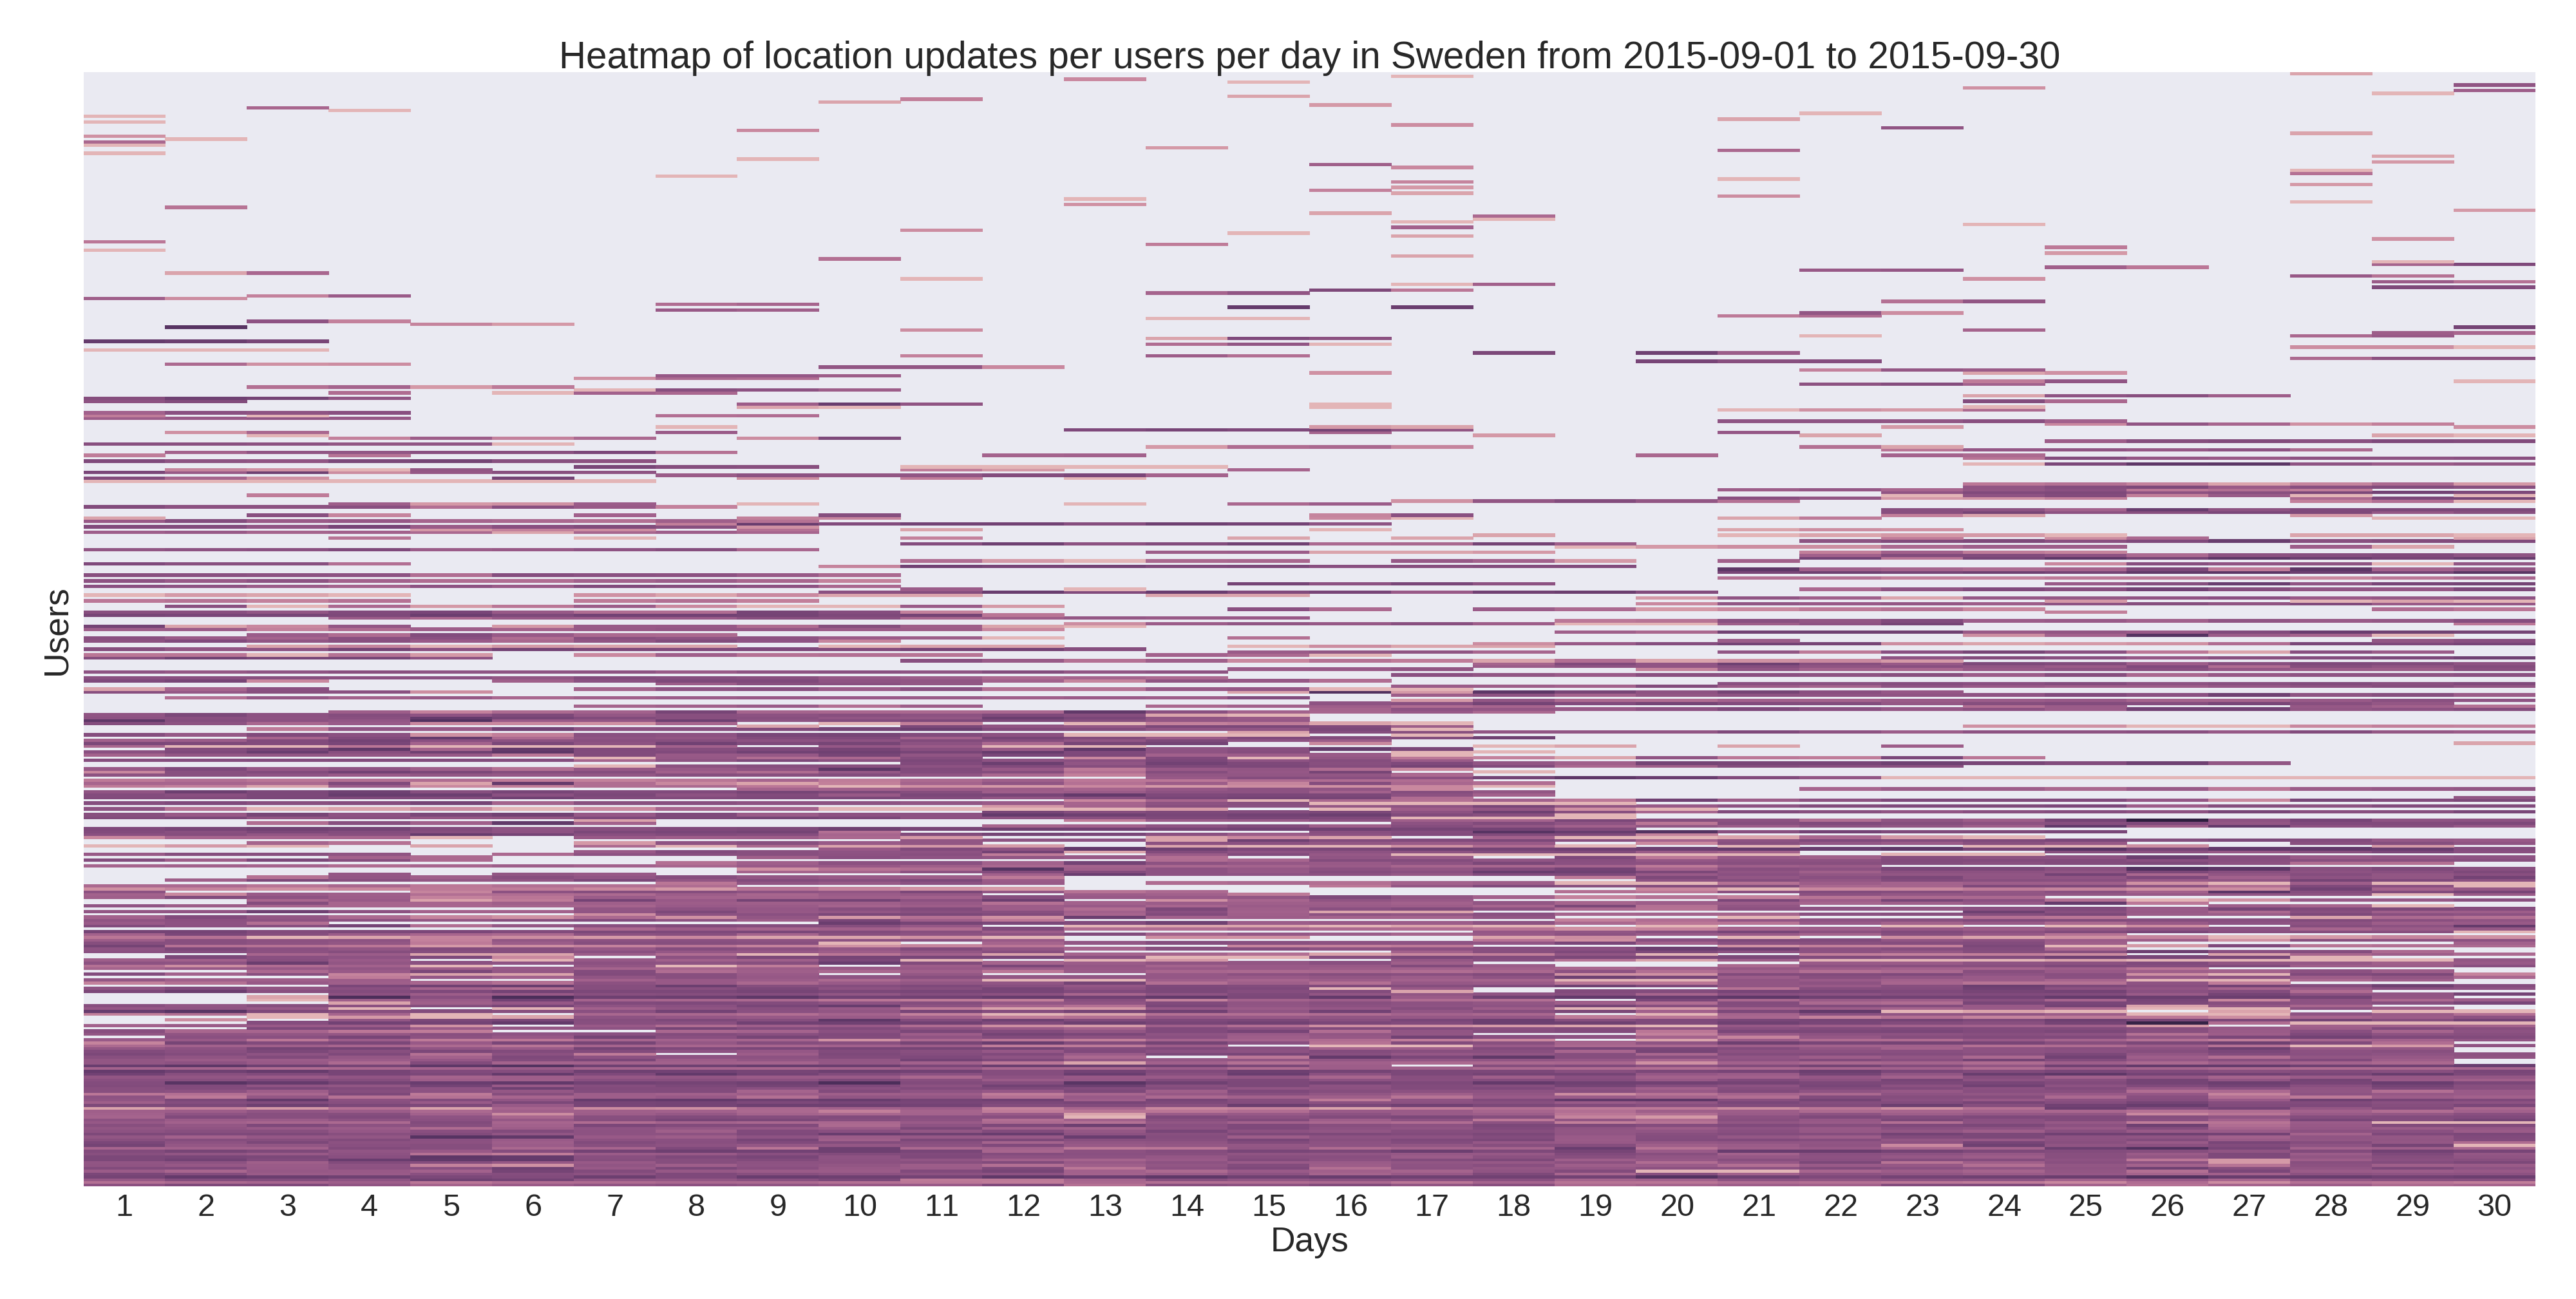 Heatmap of location updates per users per day in Sweden from 2015-09-01 to 2015-09-30
Users
1 2 3 4 5 6 7 8 9 10 11 12 13 14 15 16 17 18 19 20 21 22 23 24 25 26 27 28 29 30
Days